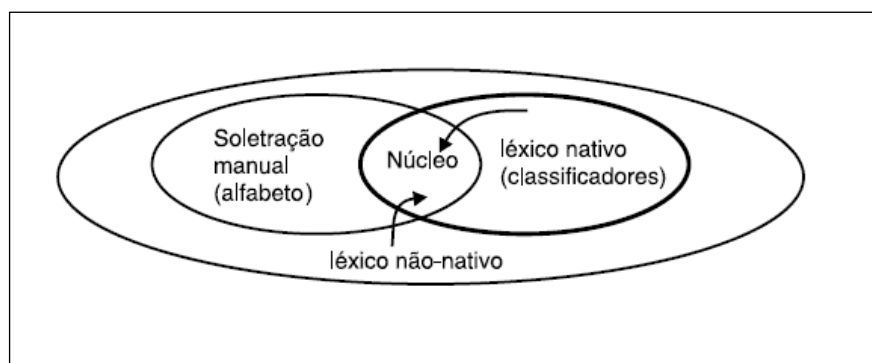 Soletração
manual
(alfabeto)
Núcleo
léxico nativo
(classificadores)
léxico não-nativo